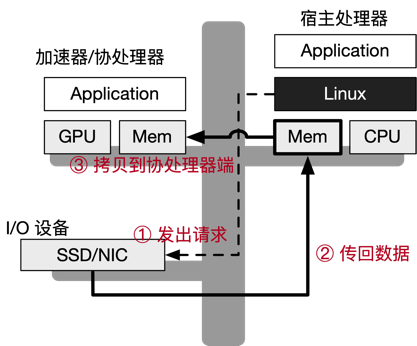 宿主处理器
加速器/协处理器
Application
Application
Linux
GPU
Mem
Mem
CPU
③ 拷贝到协处理器端
I/O 设备
① 发出请求
② 传回数据
SSD/NIC